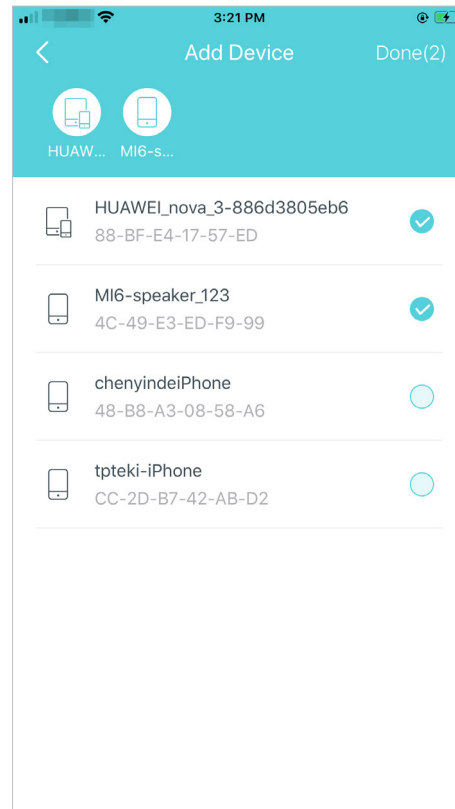 3:21 PM
Add Device
Done(2)
HUAW... MI6-s...
HUAWEI_nova_3-886d3805eb6
88-BF-E4-17-57-ED
MI6-speaker_123
4C-49-E3-ED-F9-99
chenyindeiPhone
48-B8-A3-08-58-A6
tpteki-iPhone
CC-2D-B7-42-AB-D2